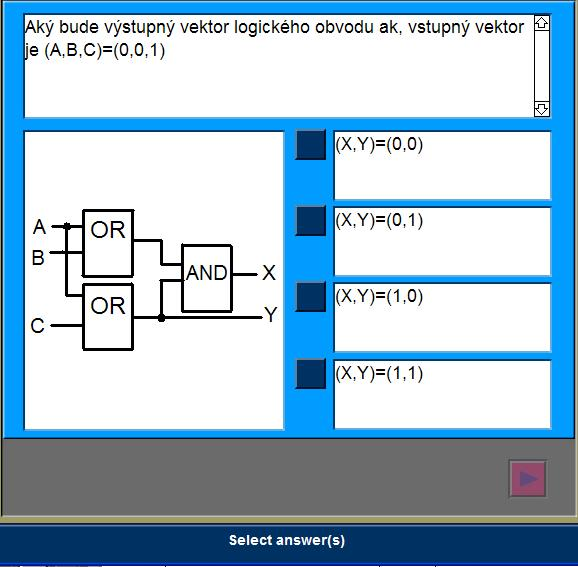 Aký bude výstupný vektor logického obvodu ak, vstupný vektor
je (A,B,C)=(0,0,1)
(X,Y)=(0,0)
(X,Y)=(0,1)
(X,Y)=(1,0)
(X,Y)=(1,1)
A
OR
B
AND
X
OR
Y
C
Select answer(s)